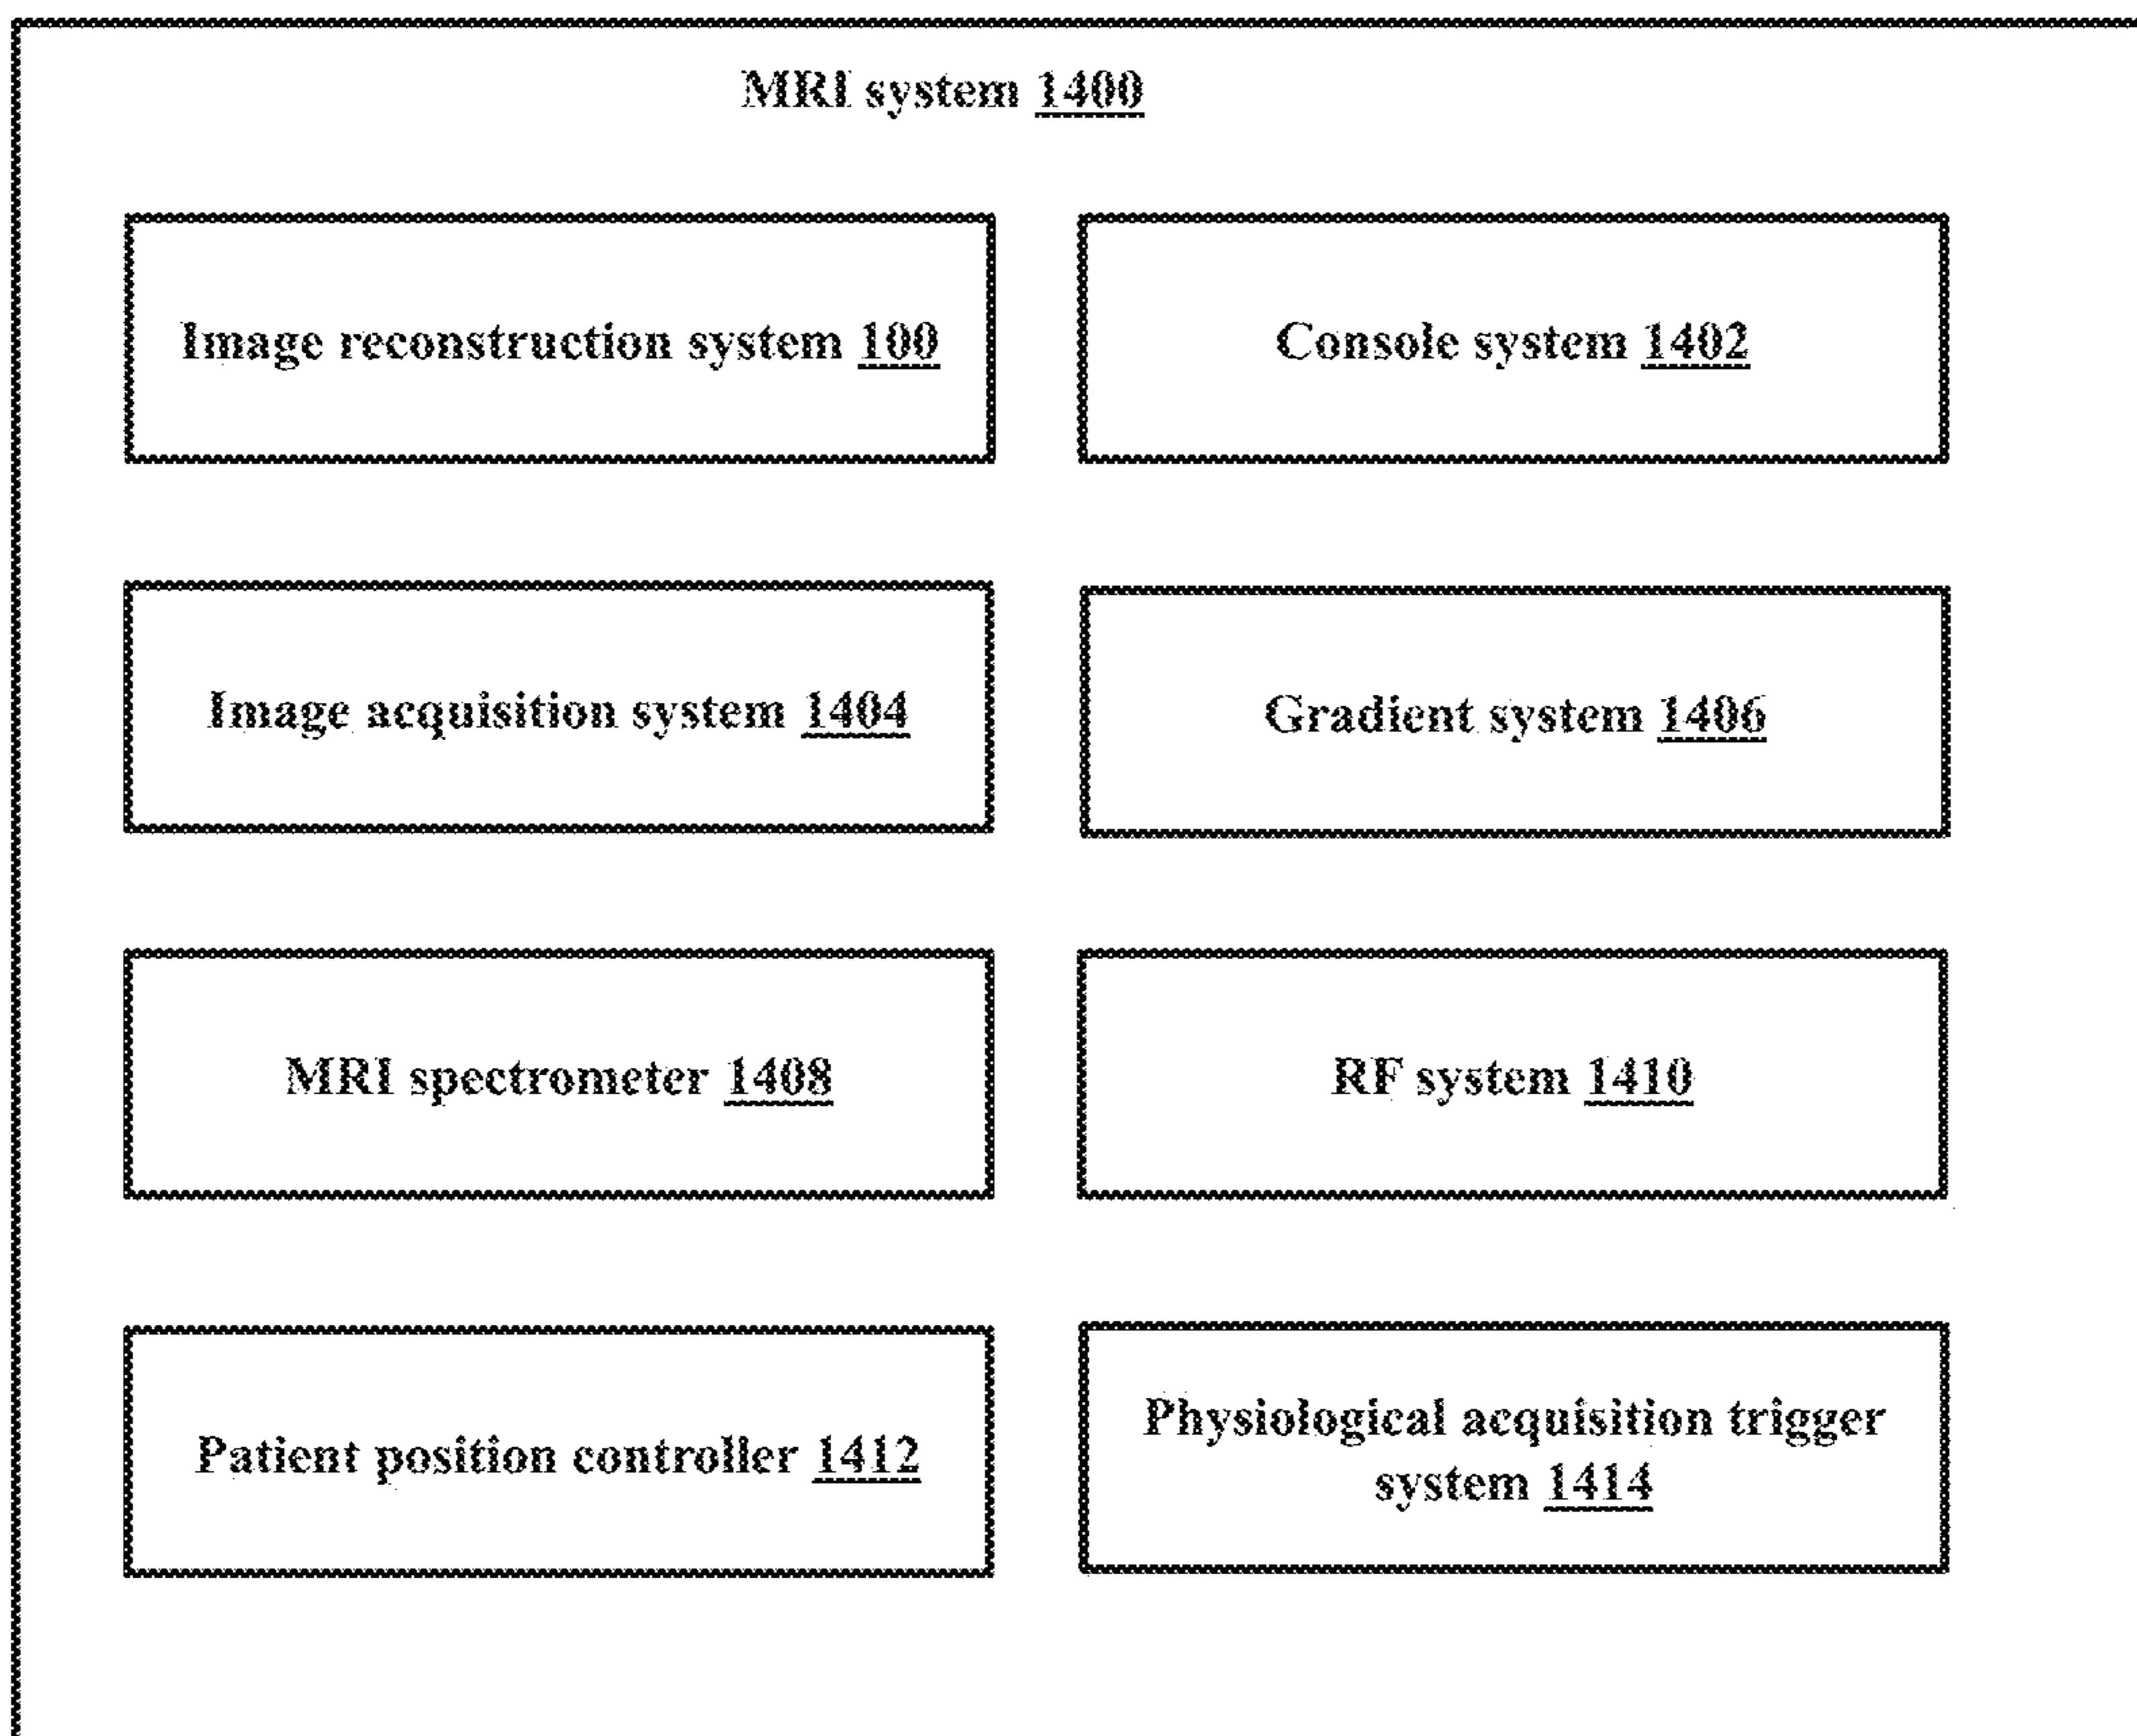 MRI system 1400
Image reconstruction system 100
Console system 1402
Image acquisition system 1404
Gradient system 1406
MRI spectrometer 1408
RF system 1410
Patient position controller 1412
Physiological acquisition trigger
system 1414